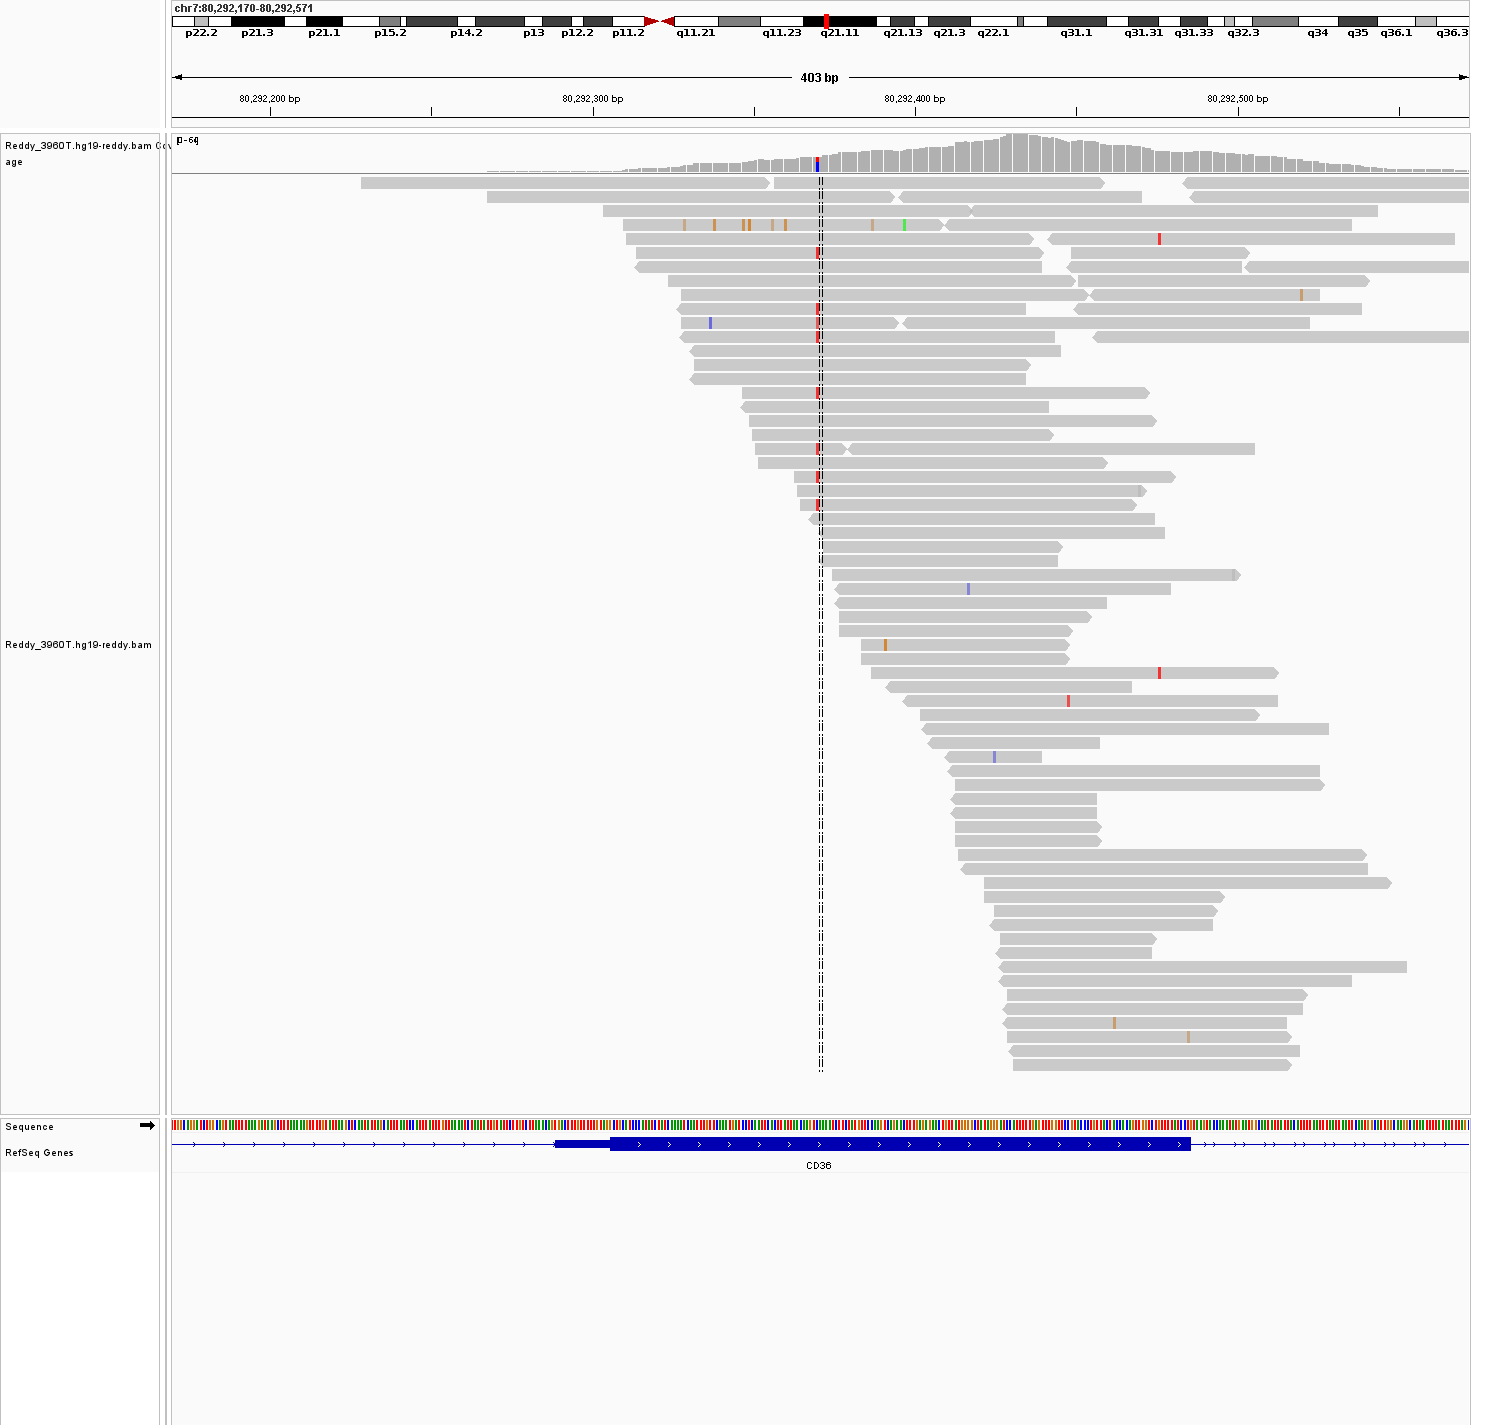 chr7:80,292,170-80,292,571
p22.2 p21.3 p21.1 p15.2 p14.2 p13 p12.2 p11.2 q11.21 q11.23 q21.11 q21.13 q21.3 q22.1 q31.1 q31.31 q31.33 q32.3 q34 q35 q36.1 q36.3
403 bp
80,292,200 bp 80,292,300 bp 80,292,400 bp 80,292,500 bp
Reddy_3960T.hg19-reddy.bam Cov
age
[0-64]
Reddy_3960T.hg19-reddy.bam
Sequence
RefSeq Genes
CD36